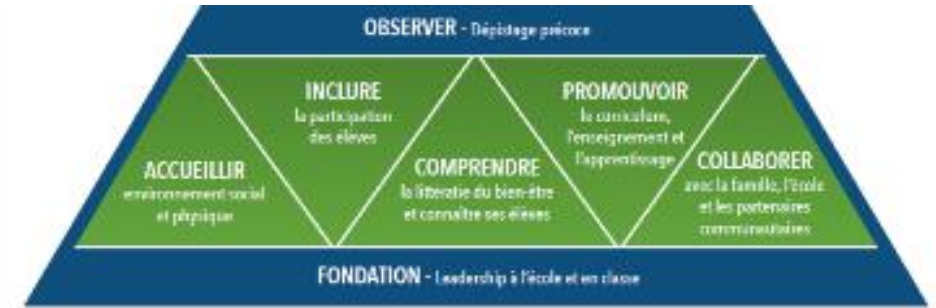 OBSERVER - Dépistage précoce
INCLURE
la participation
des élèves
PROMOUVOIR
le curriculum,
l'enseignement et
l'apprentissage
ACCUEILLIR
environnement social
et physique
COMPRENDRE
la litteratie du bien-être
et connaître ses élèves
COLLABORER
avec la famille, l'école
et les partenaires
communautaires
FONDATION - Leadership à l'école et en classe